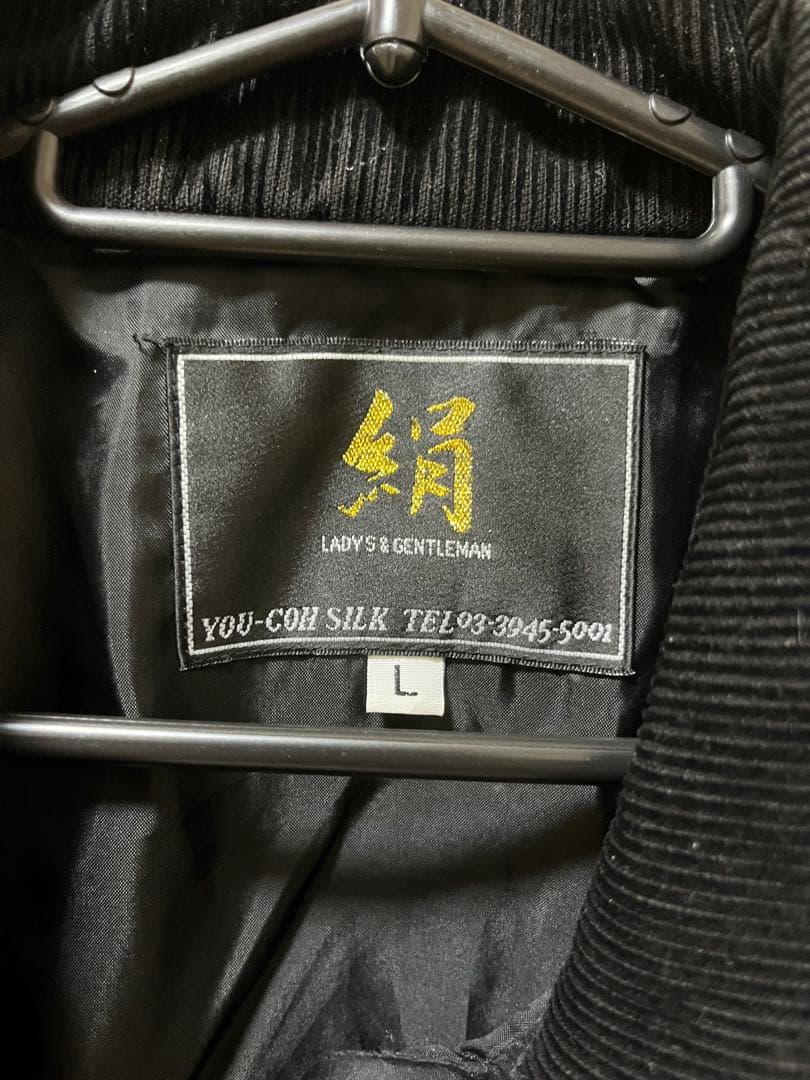 絹
LADY'S & GENTLEMAN
YOU-COH SILK TEL03-3945-5001
L